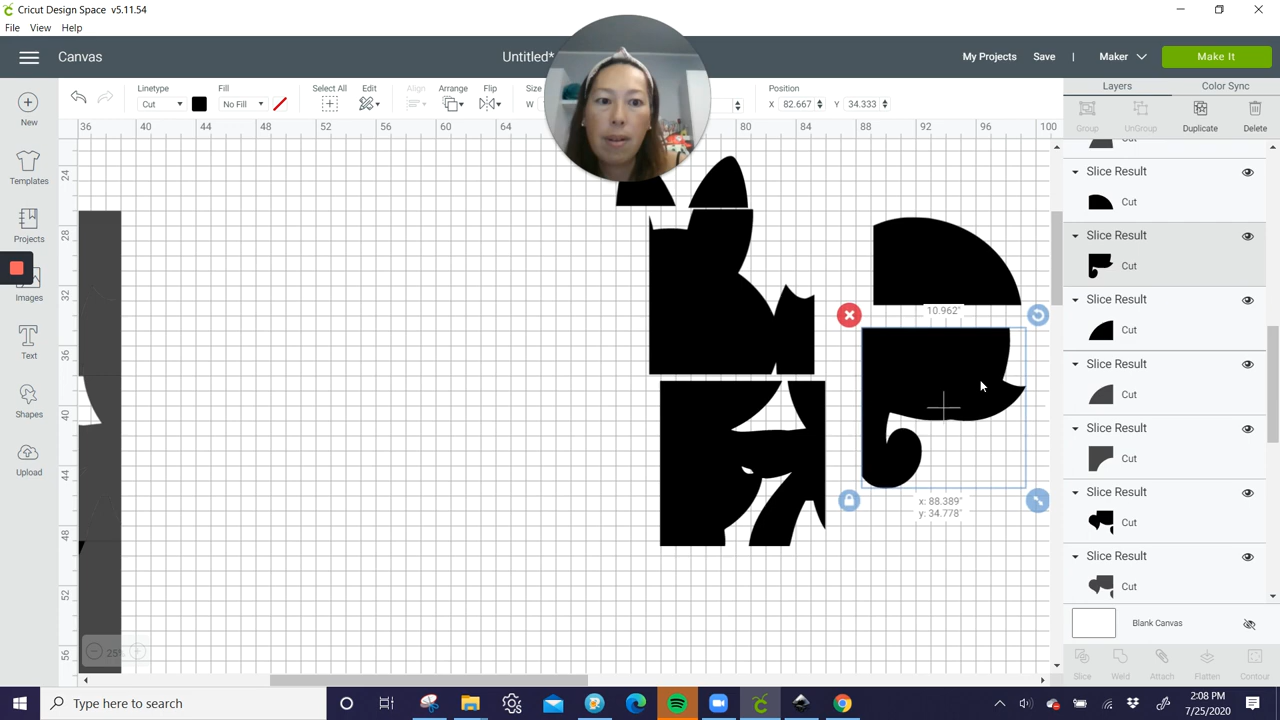 Cricut Design Space v5.11.54
File View Help
Canvas
Untitled*
My Projects Save | Maker Make It
Linetype Fill Select All Edit Align Arrange Flip Size Position
Cut No Fill W X 82.667 Y 34.333
Layers Color Sync
Group UnGroup Duplicate Delete
36 40 44 48 52 56 60 64 80 84 88 92 96 100
24
28
32
36
40
44
48
52
56
New
Templates
Projects
Images
Text
Shapes
Upload
10.962"
x: 88.389"
y: 34.778"
25%
Cut
Slice Result
Cut
Slice Result
Cut
Slice Result
Cut
Slice Result
Cut
Slice Result
Cut
Slice Result
Cut
Slice Result
Cut
Blank Canvas
Slice Weld Attach Flatten Contour
Type here to search
2:08 PM
7/25/2020